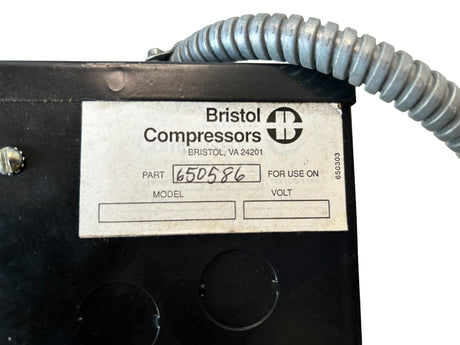 Bristol
Compressors
BRISTOL, VA 24201
PART 650586 FOR USE ON
MODEL VOLT
650303